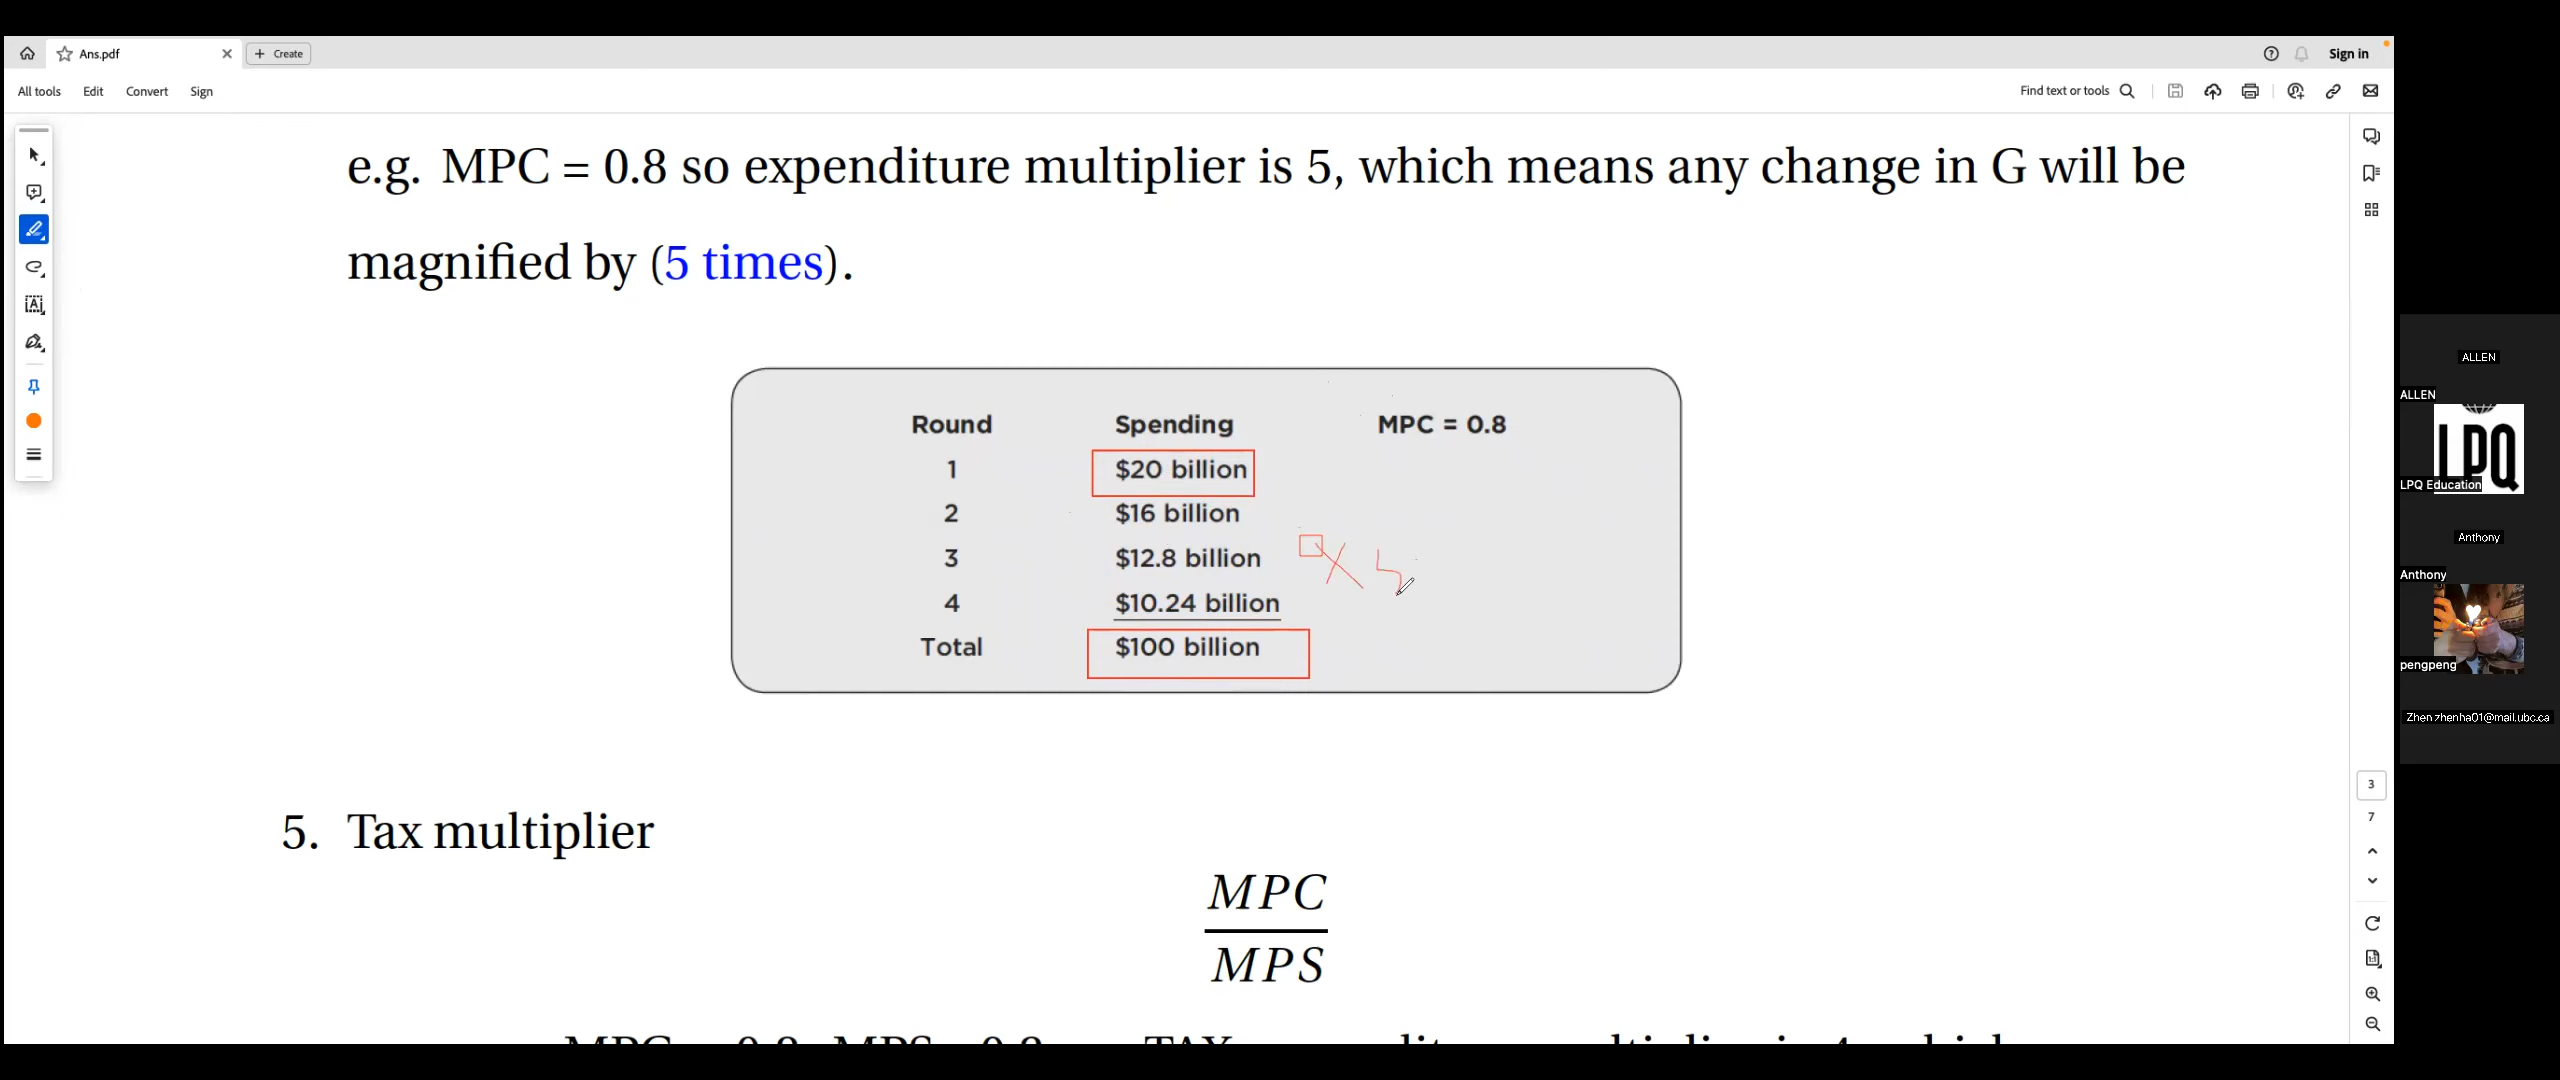 Ans.pdf
Create
Sign in
All tools Edit Convert Sign
Find text or tools
e.g. MPC = 0.8 so expenditure multiplier is 5, which means any change in G will be
magnified by (5 times).
Round Spending MPC = 0.8
1 $20 billion
2 $16 billion
3 $12.8 billion
× 5
4 $10.24 billion
Total $100 billion
5. Tax multiplier
MPC
MPS
3
7
ALLEN
ALLEN
LPQ
LPQ Education
Anthony
Anthony
pengpeng
zhenha01@mail.ubc.ca